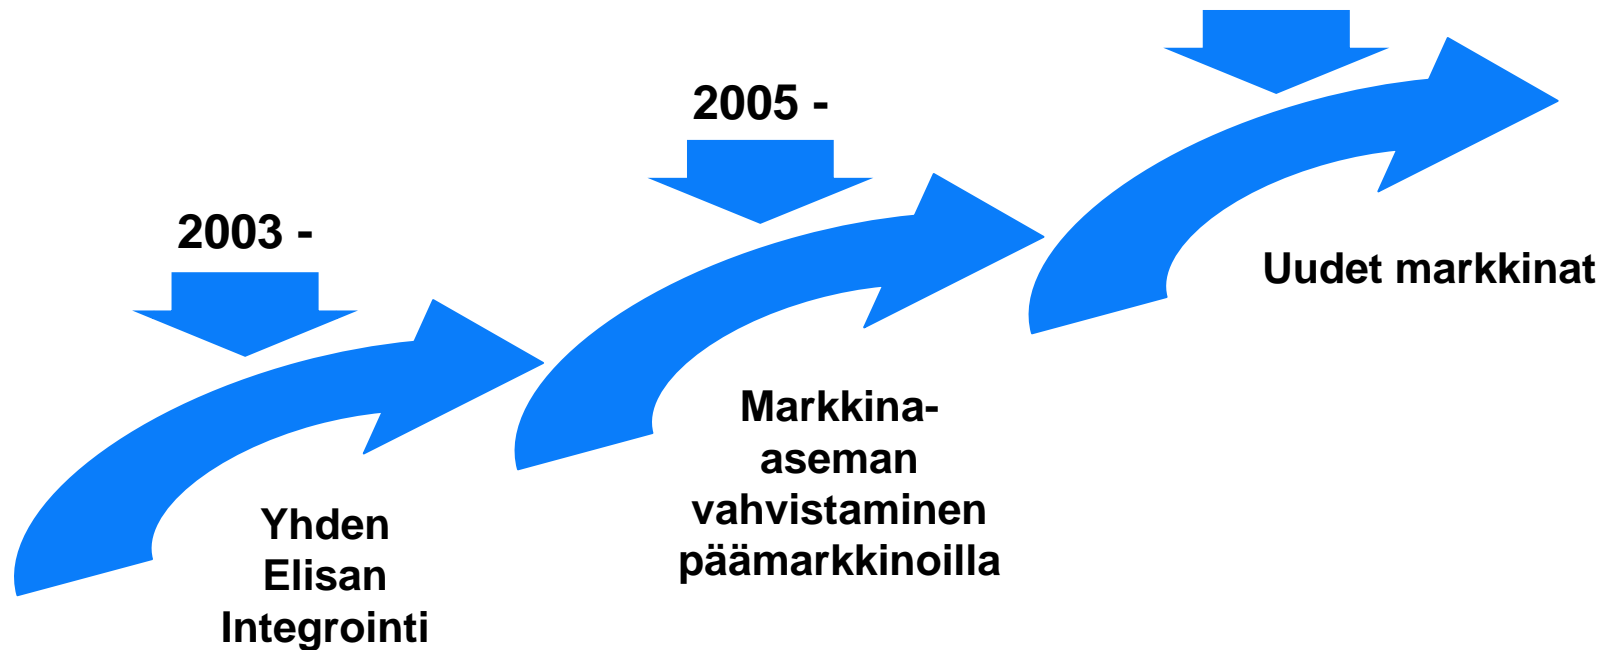 2003 -
Yhden
Elisan
Integrointi
2005 -
Markkina-
aseman
vahvistaminen
päämarkkinoilla
Uudet markkinat